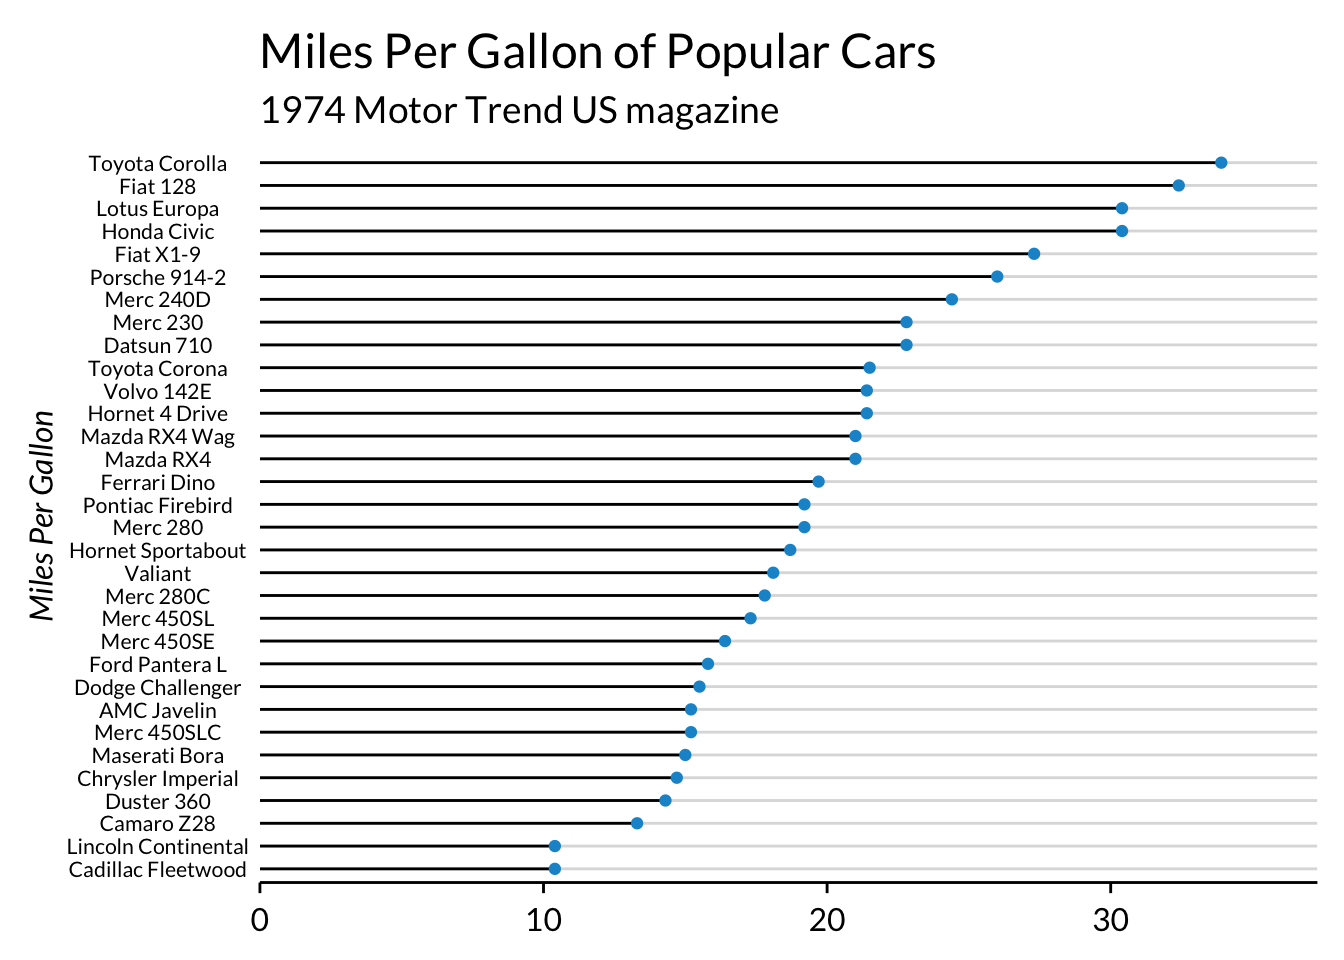 Miles Per Gallon of Popular Cars
1974 Motor Trend US magazine
Toyota Corolla
Fiat 128
Lotus Europa
Honda Civic
Fiat X1-9
Porsche 914-2
Merc 240D
Merc 230
Datsun 710
Toyota Corona
Volvo 142E
Hornet 4 Drive
Mazda RX4 Wag
Mazda RX4
Ferrari Dino
Pontiac Firebird
Merc 280
Hornet Sportabout
Valiant
Merc 280C
Merc 450SL
Merc 450SE
Ford Pantera L
Dodge Challenger
AMC Javelin
Merc 450SLC
Maserati Bora
Chrysler Imperial
Duster 360
Camaro Z28
Lincoln Continental
Cadillac Fleetwood
Miles Per Gallon
0 10 20 30